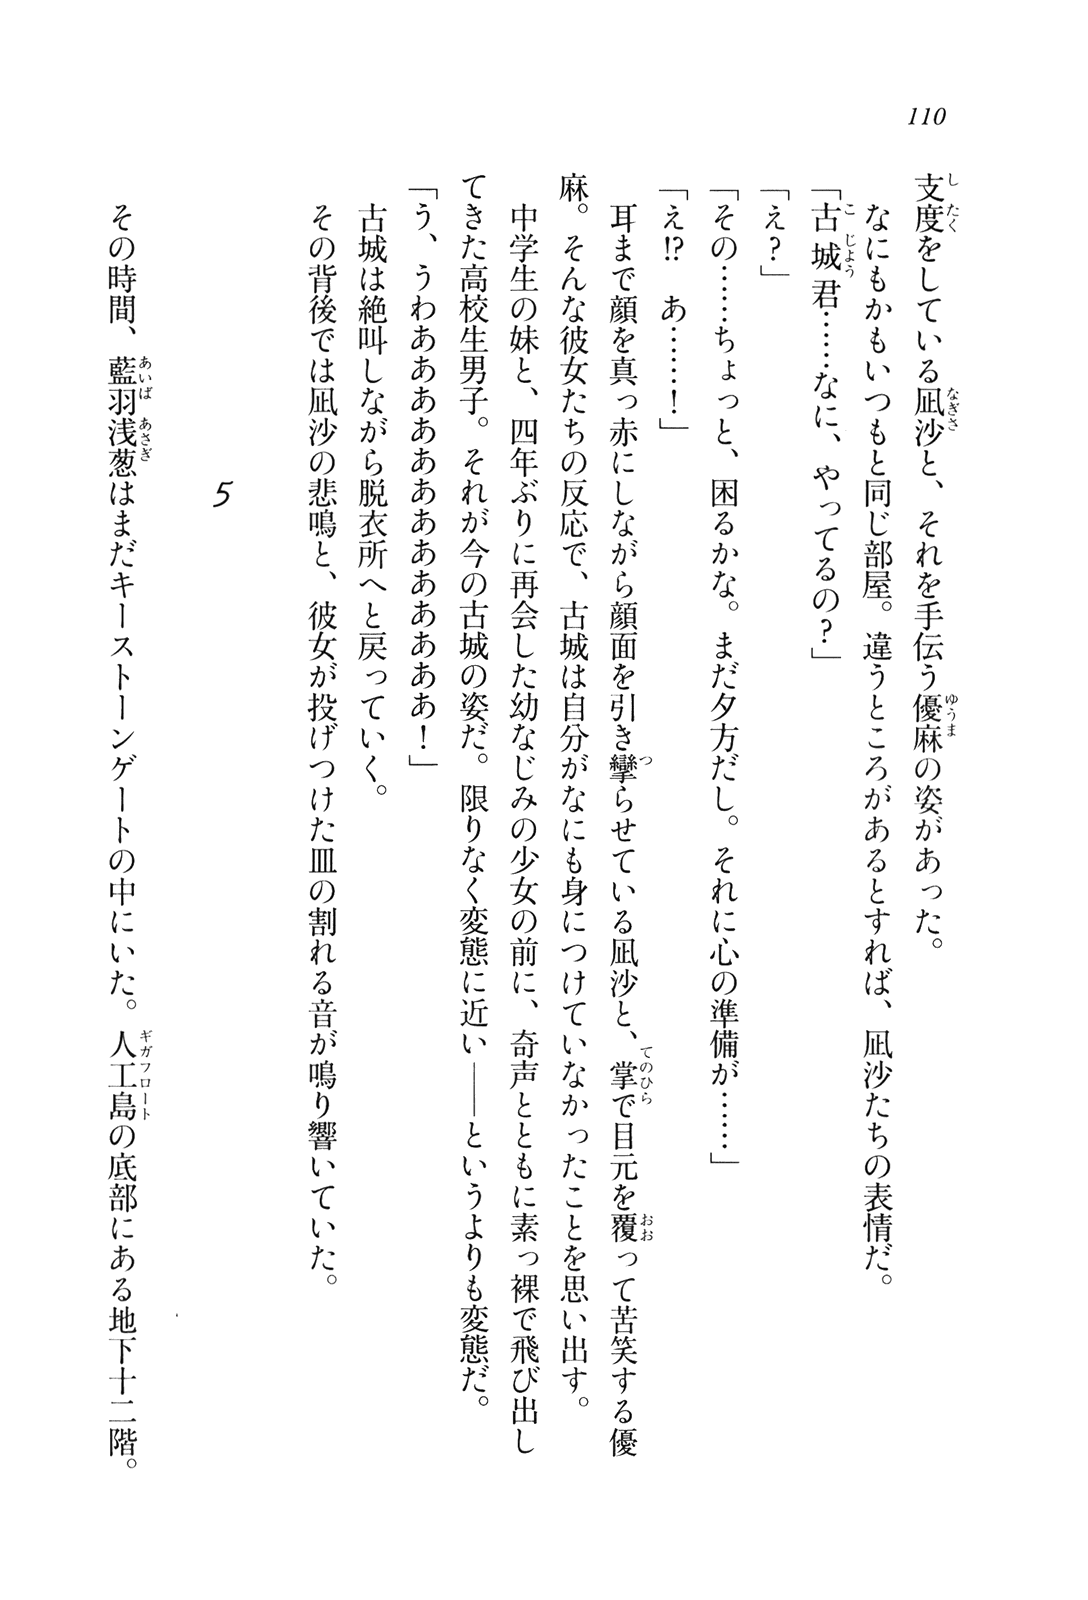 110
支度をしている凪沙と、それを手伝う優麻の姿があった。
なにもかもいつもと同じ部屋。違うところがあるとすれば、凪沙たちの表情だ。
「古城君……なに、やってるの？」
「え？」
「その……ちょっと、困るかな。まだ夕方だし。それに心の準備が……」
「え!?　あ……！」
耳まで顔を真っ赤にしながら顔面を引き攣らせている凪沙と、掌で目元を覆って苦笑する優
麻。そんな彼女たちの反応で、古城は自分がなにも身につけていなかったことを思い出す。
中学生の妹と、四年ぶりに再会した幼なじみの少女の前に、奇声とともに素っ裸で飛び出し
てきた高校生男子。それが今の古城の姿だ。限りなく変態に近い――というよりも変態だ。
「う、うわああああああああああああ！」
古城は絶叫しながら脱衣所へと戻っていく。
その背後では凪沙の悲鳴と、彼女が投げつけた皿の割れる音が鳴り響いていた。
5
その時間、藍羽浅葱はまだキーストーンゲートの中にいた。人工島の底部にある地下十二階。